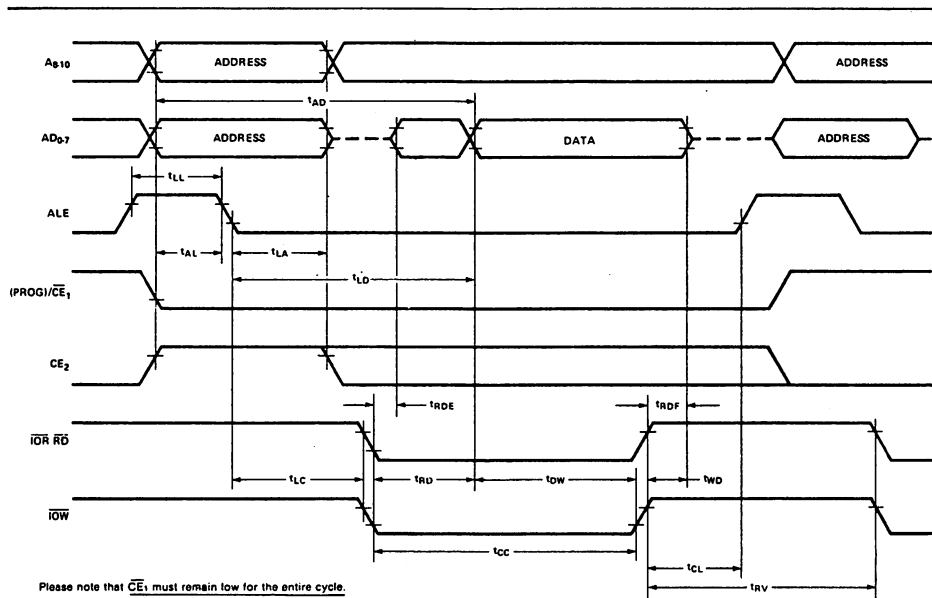 A8-10 ADDRESS ADDRESS
tAD
AD0-7 ADDRESS DATA ADDRESS
tLL
ALE
tAL tLA
tLD
(PROG)/CE1
CE2
tRDE tRDF
IOR RD
tLC tRD tDW tWD
IOW
tCC
tCL
tRV
Please note that CE1 must remain low for the entire cycle.